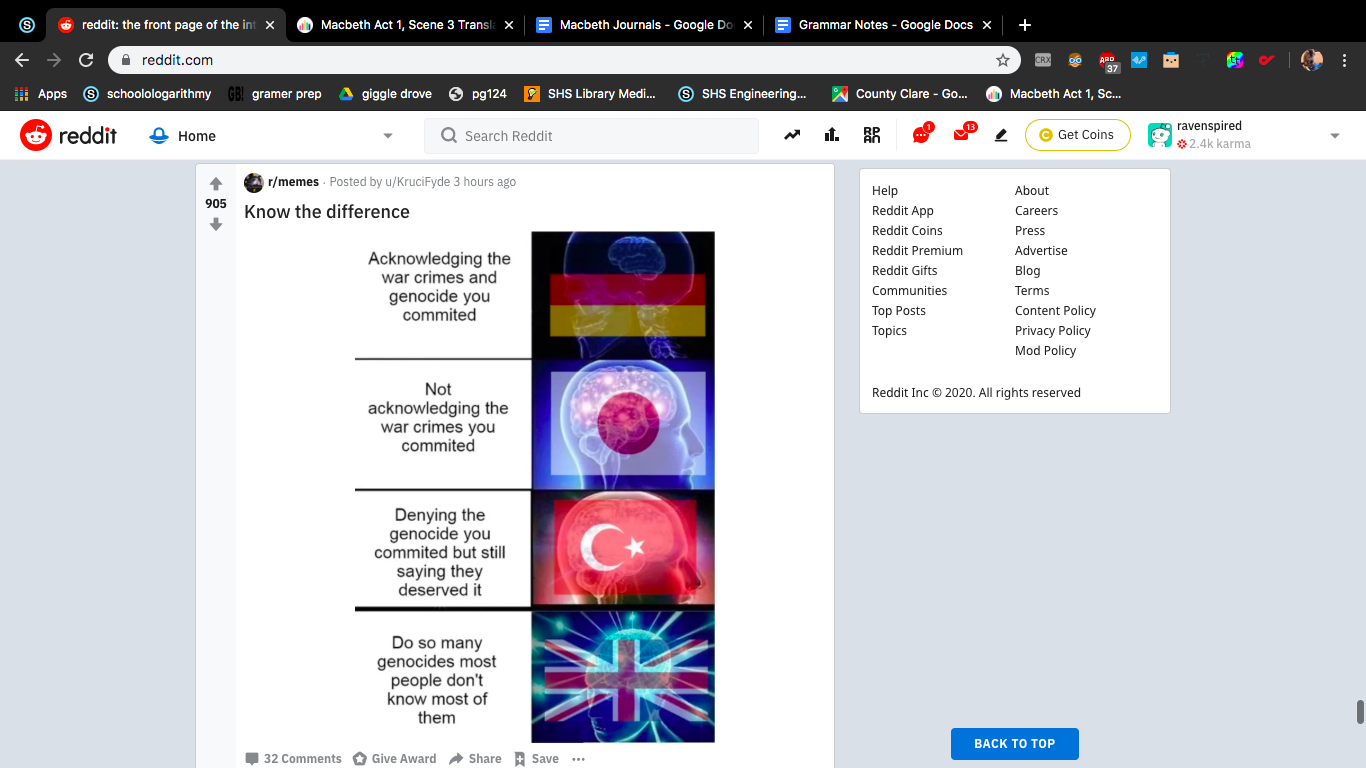 reddit: the front page of the int
Macbeth Act 1, Scene 3 Transla
Macbeth Journals - Google Do
Grammar Notes - Google Docs
reddit.com
CRX
ABP
37
Apps
schoolologarithmy
GB!
gramer prep
giggle drove
pg124
SHS Library Medi...
SHS Engineering...
County Clare - Go...
Macbeth Act 1, Sc...
reddit
Home
Search Reddit
1
13
Get Coins
ravenspired
2.4k karma
905
r/memes · Posted by u/KruciFyde 3 hours ago
Know the difference
Acknowledging the
war crimes and
genocide you
commited
Not
acknowledging the
war crimes you
commited
Denying the
genocide you
commited but still
saying they
deserved it
Do so many
genocides most
people don't
know most of
them
32 Comments
Give Award
Share
Save
Help
About
Reddit App
Careers
Reddit Coins
Press
Reddit Premium
Advertise
Reddit Gifts
Blog
Communities
Terms
Top Posts
Content Policy
Topics
Privacy Policy
Mod Policy
Reddit Inc © 2020. All rights reserved
BACK TO TOP